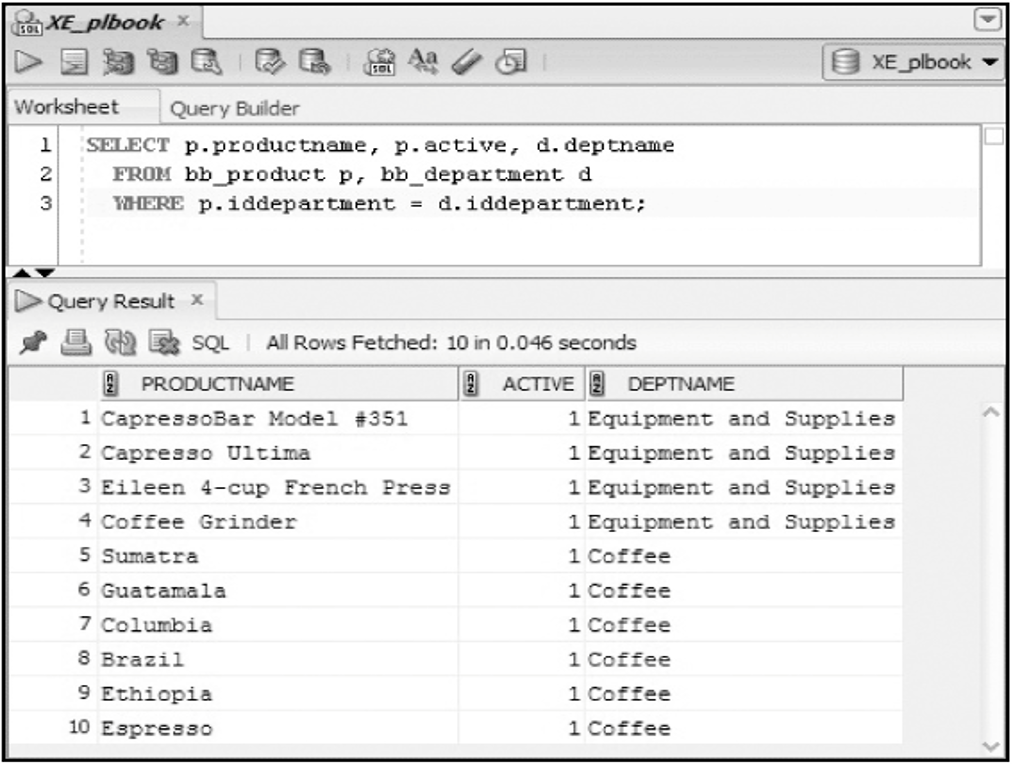 XE_plbook
XE_plbook
Worksheet Query Builder
1 SELECT p.productname, p.active, d.deptname
2 FROM bb_product p, bb_department d
3 WHERE p.iddepartment = d.iddepartment;
Query Result
SQL All Rows Fetched: 10 in 0.046 seconds
PRODUCTNAME ACTIVE DEPTNAME
1 CapressoBar Model #351 1 Equipment and Supplies
2 Capresso Ultima 1 Equipment and Supplies
3 Eileen 4-cup French Press 1 Equipment and Supplies
4 Coffee Grinder 1 Equipment and Supplies
5 Sumatra 1 Coffee
6 Guatamala 1 Coffee
7 Columbia 1 Coffee
8 Brazil 1 Coffee
9 Ethiopia 1 Coffee
10 Espresso 1 Coffee